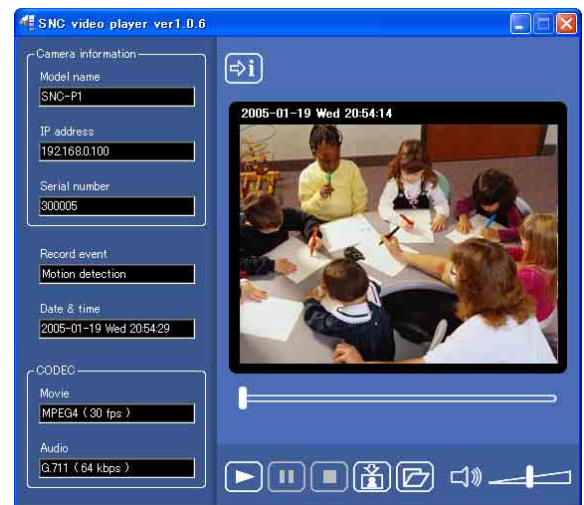 SNC video player ver1.0.6
Camera information
Model name
SNC-P1
IP address
192.168.0.100
Serial number
300005
Record event
Motion detection
Date & time
2005-01-19 Wed 20:54:29
CODEC
Movie
MPEG4 ( 30 fps )
Audio
G.711 ( 64 kbps )
i
2005-01-19 Wed 20:54:14